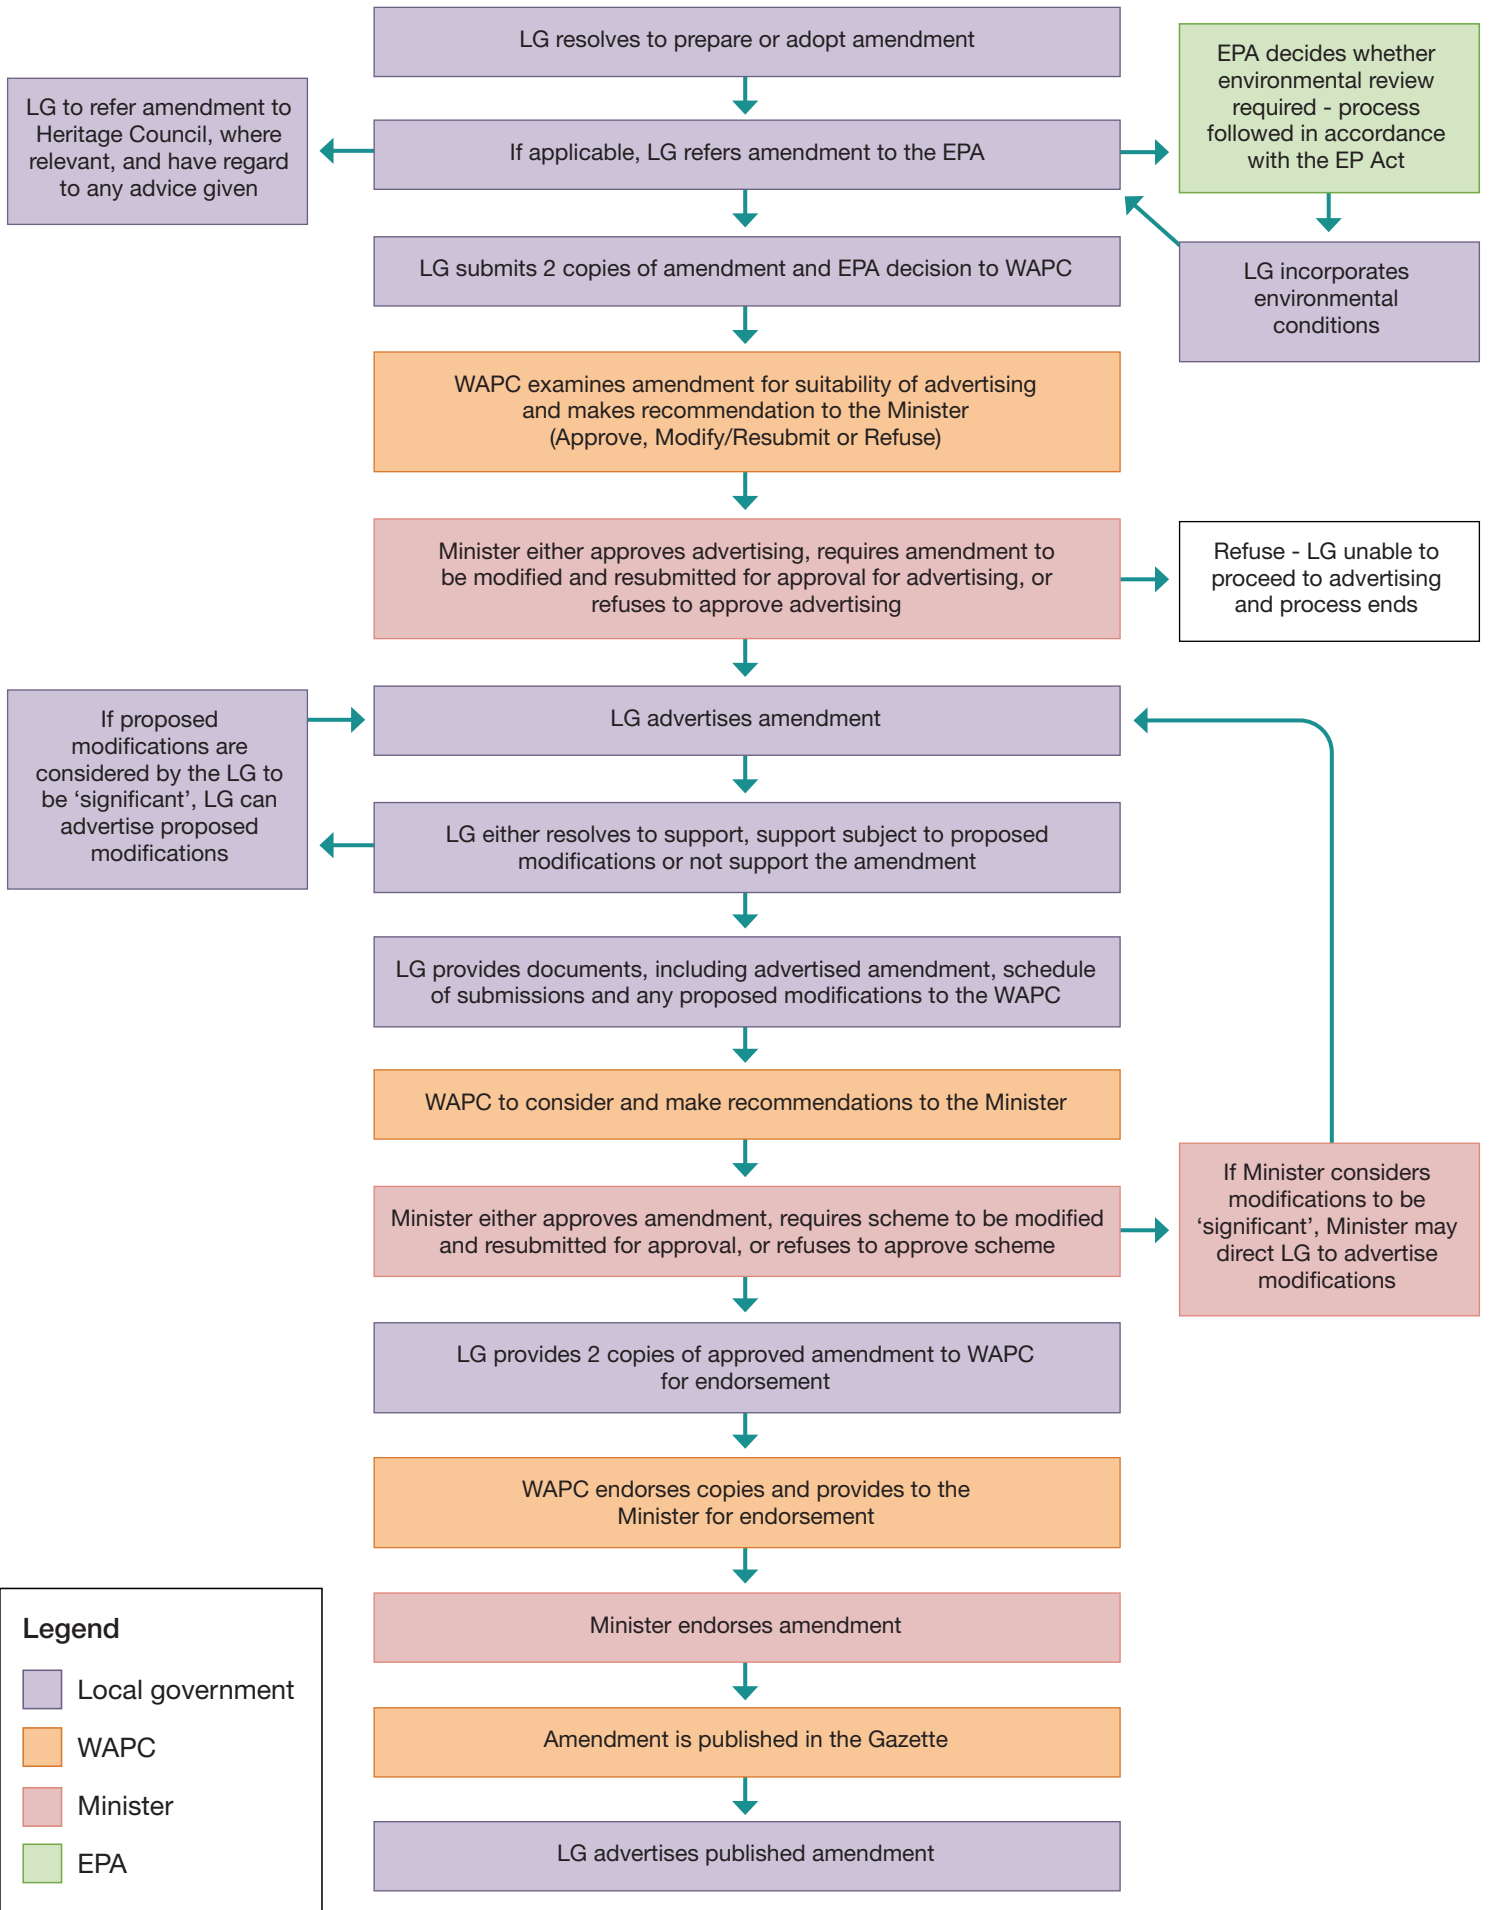 LG resolves to prepare or adopt amendment
EPA decides whether
environmental review
required - process
followed in accordance
with the EP Act
LG to refer amendment to
Heritage Council, where
relevant, and have regard
to any advice given
If applicable, LG refers amendment to the EPA
LG submits 2 copies of amendment and EPA decision to WAPC
LG incorporates
environmental
conditions
WAPC examines amendment for suitability of advertising
and makes recommendation to the Minister
(Approve, Modify/Resubmit or Refuse)
Minister either approves advertising, requires amendment to
be modified and resubmitted for approval for advertising, or
refuses to approve advertising
Refuse - LG unable to
proceed to advertising
and process ends
If proposed
modifications are
considered by the LG to
be ‘significant’, LG can
advertise proposed
modifications
LG advertises amendment
LG either resolves to support, support subject to proposed
modifications or not support the amendment
LG provides documents, including advertised amendment, schedule
of submissions and any proposed modifications to the WAPC
WAPC to consider and make recommendations to the Minister
Minister either approves amendment, requires scheme to be modified
and resubmitted for approval, or refuses to approve scheme
If Minister considers
modifications to be
‘significant’, Minister may
direct LG to advertise
modifications
LG provides 2 copies of approved amendment to WAPC
for endorsement
WAPC endorses copies and provides to the
Minister for endorsement
Minister endorses amendment
Amendment is published in the Gazette
LG advertises published amendment
Legend
Local government
WAPC
Minister
EPA